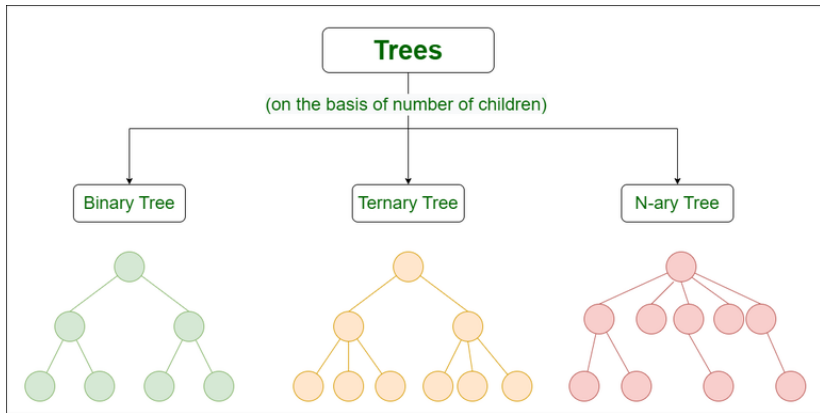 Trees
(on the basis of number of children)
Binary Tree
Ternary Tree
N-ary Tree